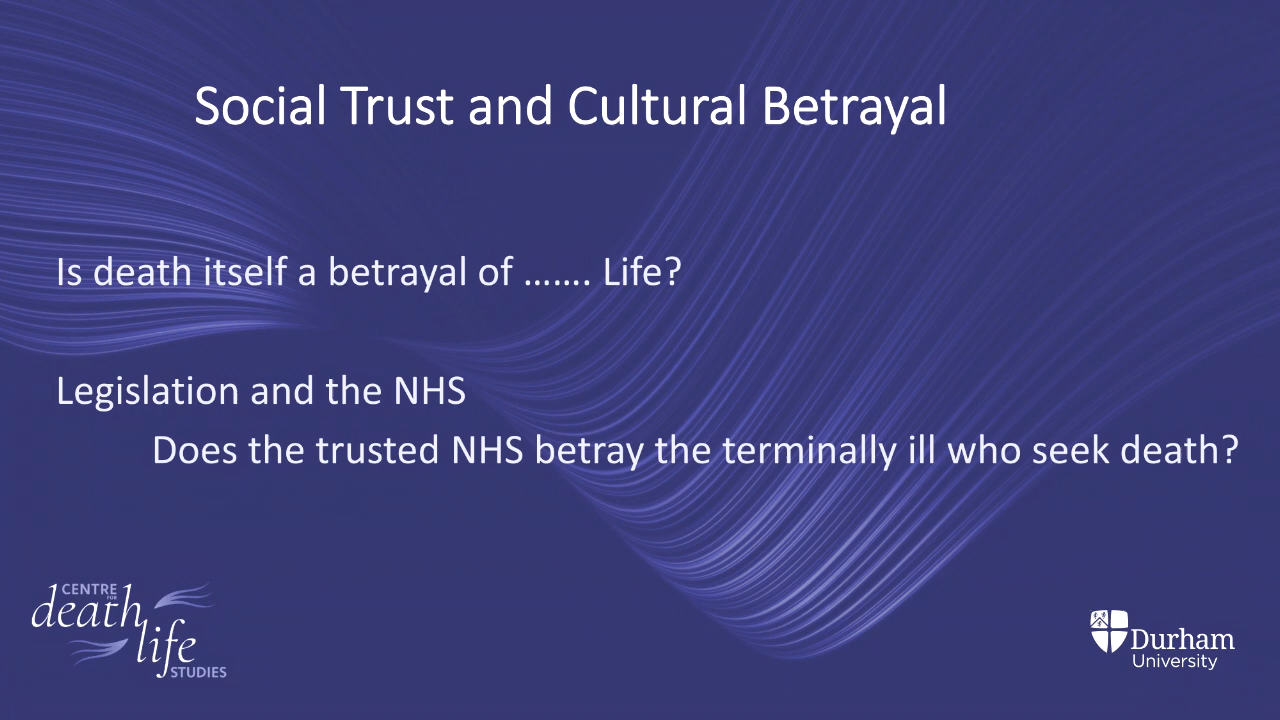 Social Trust and Cultural Betrayal
Is death itself a betrayal of ....... Life?
Legislation and the NHS
Does the trusted NHS betray the terminally ill who seek death?
CENTRE
FOR
death
life
STUDIES
Durham
University